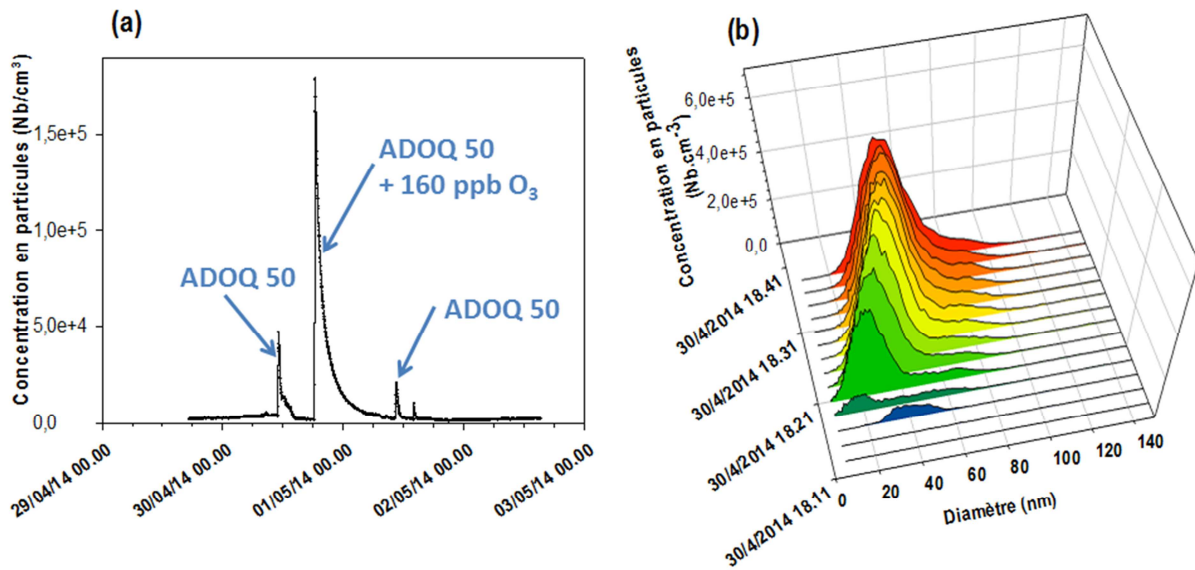 (a)
Concentration en particules (Nb/cm³)
1,5e+5
1,0e+5
5,0e+4
0,0
ADOQ 50
ADOQ 50
+ 160 ppb O₃
ADOQ 50
29/04/14 00.00
30/04/14 00.00
01/05/14 00.00
02/05/14 00.00
03/05/14 00.00
(b)
Concentration en particules
(Nb.cm-3)
6,0e+5
4,0e+5
2,0e+5
0,0
30/4/2014 18.41
30/4/2014 18.31
30/4/2014 18.21
30/4/2014 18.11
0
20
40
60
80
100
120
140
Diamètre (nm)